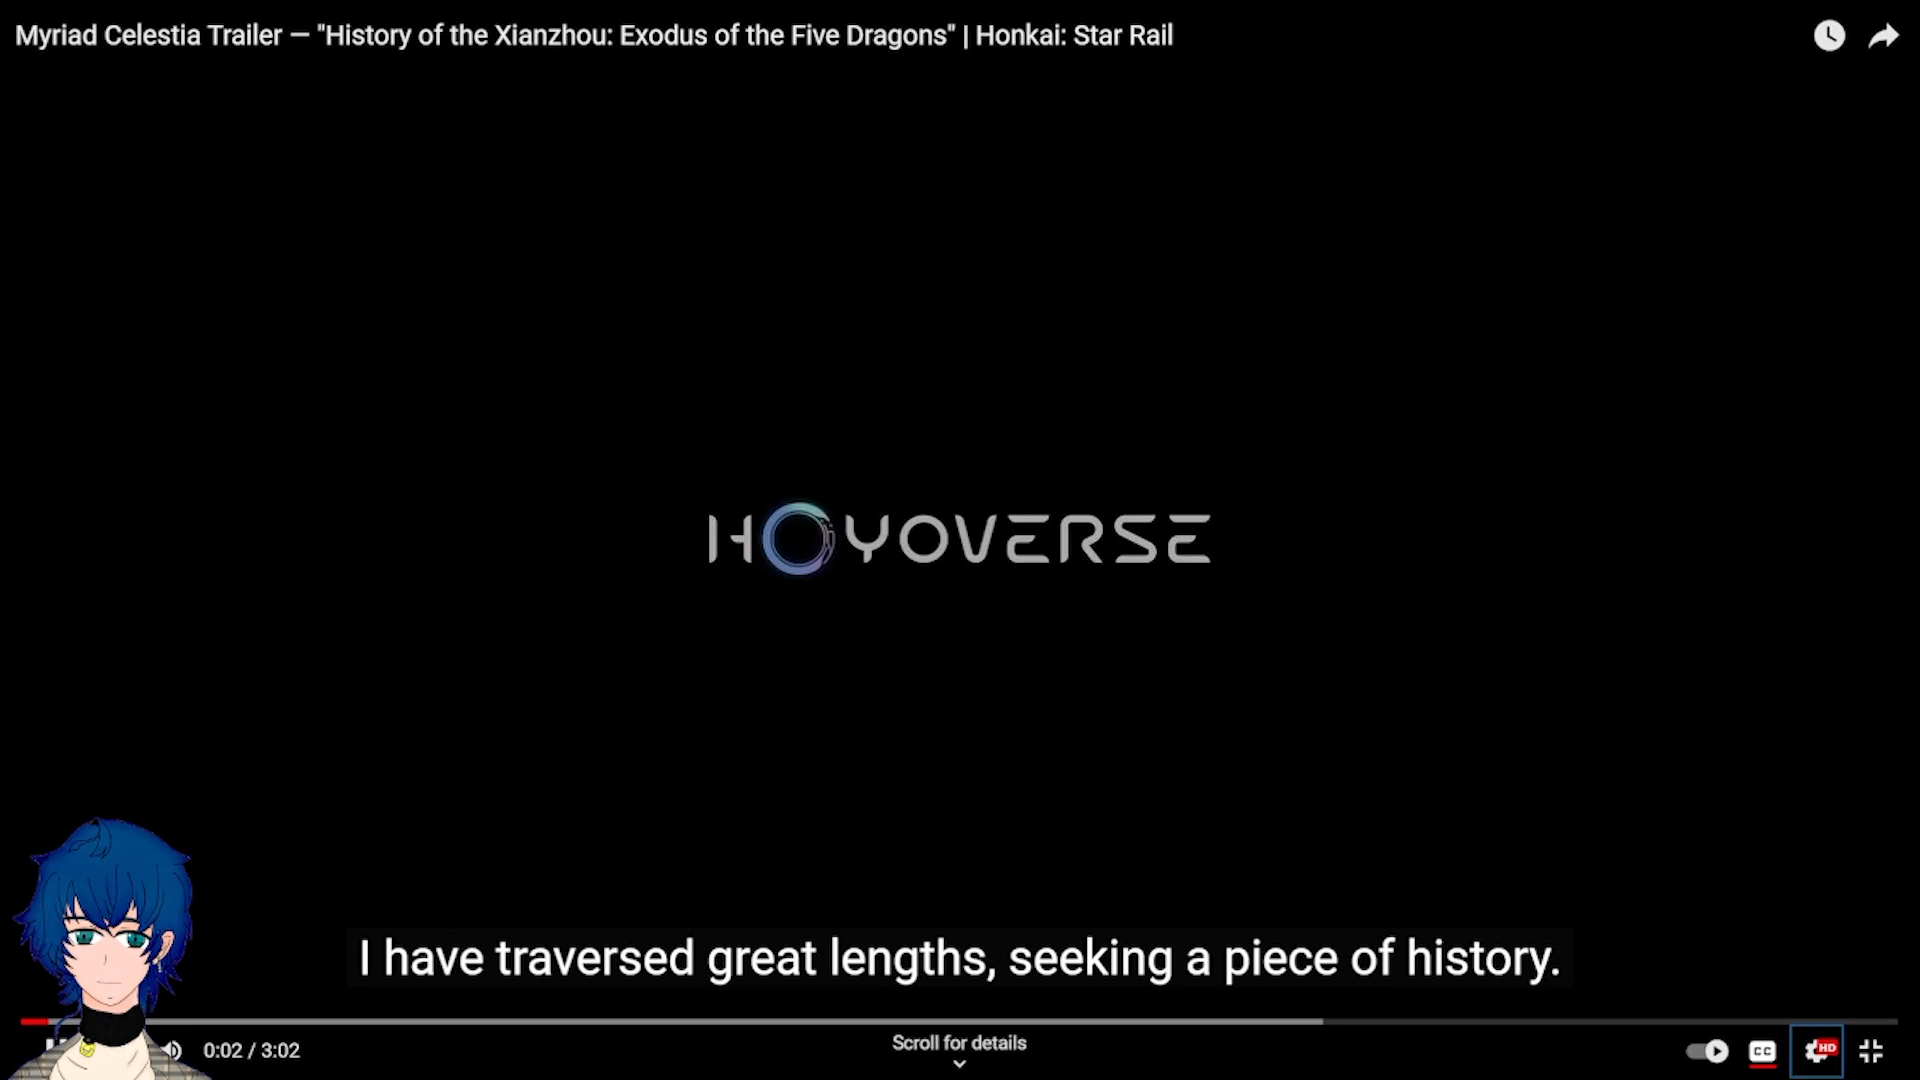 Myriad Celestia Trailer — "History of the Xianzhou: Exodus of the Five Dragons" | Honkai: Star Rail
HOYOVERSE
I have traversed great lengths, seeking a piece of history.
0:02 / 3:02
Scroll for details
CC
HD